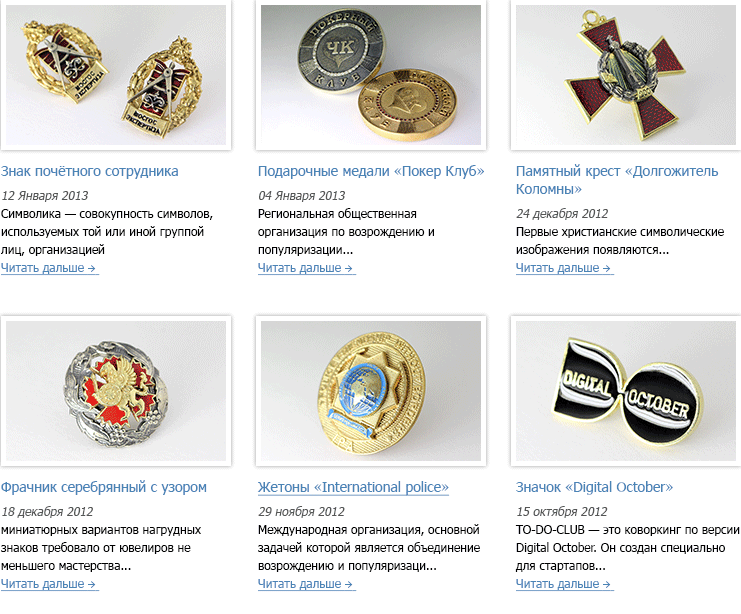 МОСГОС
ЭКСПЕРТИЗА
МОСГОС
ЭКСПЕРТИЗА
ПОКЕРНЫЙ
ЧК
КЛУБ
КЛУБ
Знак почётного сотрудника
12 Января 2013
Символика — совокупность символов,
используемых той или иной группой
лиц, организацией
Читать дальше →
Подарочные медали «Покер Клуб»
04 Января 2013
Региональная общественная
организация по возрождению и
популяризации...
Читать дальше →
Памятный крест «Долгожитель
Коломны»
24 декабря 2012
Первые христианские символические
изображения появляются...
Читать дальше →
DIGITAL
OCTOBER
Фрачник серебрянный с узором
18 декабря 2012
миниатюрных вариантов нагрудных
знаков требовало от ювелиров не
меньшего мастерства...
Читать дальше →
Жетоны «International police»
29 ноября 2012
Международная организация, основной
задачей которой является объединение
возрождению и популяризаци...
Читать дальше →
Значок «Digital October»
15 октября 2012
TO-DO-CLUB — это коворкинг по версии
Digital October. Он создан специально
для стартапов...
Читать дальше →